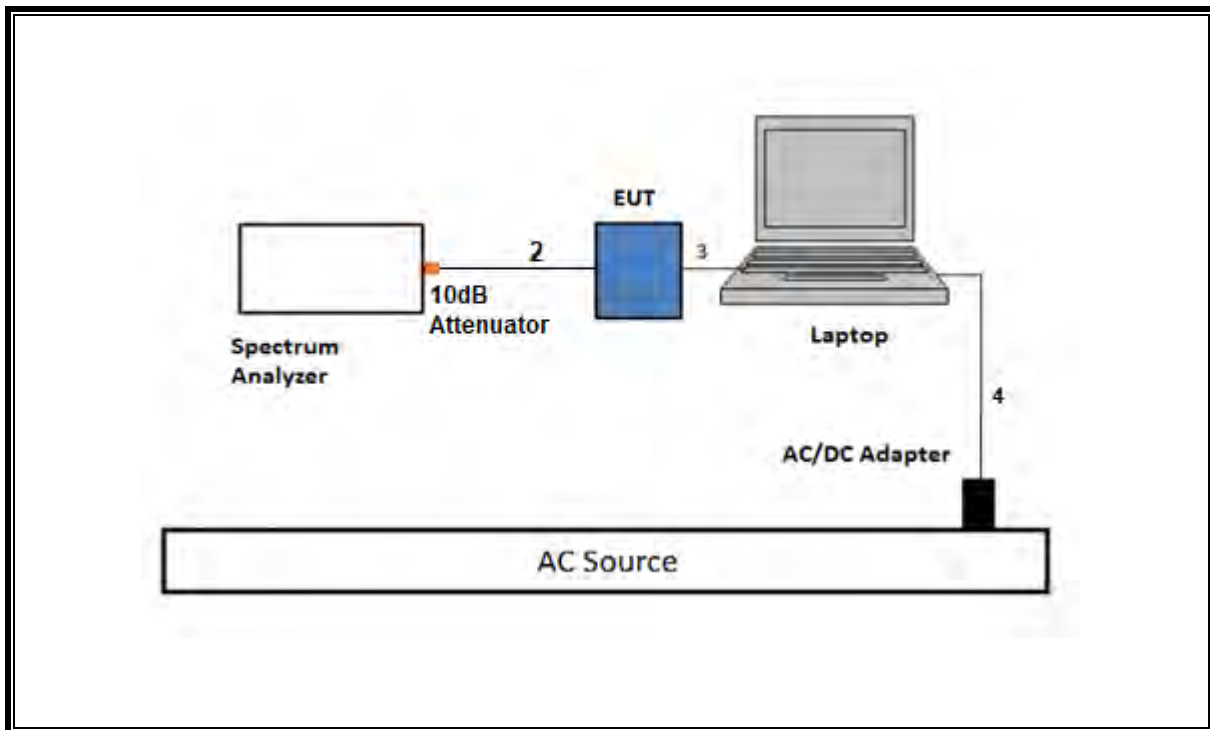 EUT
2
3
10dB
Attenuator
Spectrum
Analyzer
Laptop
4
AC/DC Adapter
AC Source